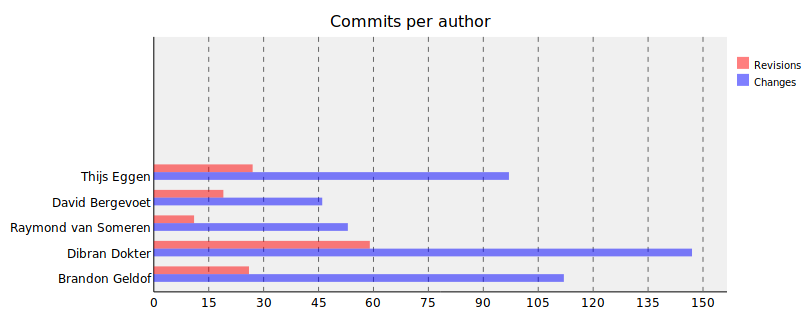 Commits per author
Revisions
Changes
Thijs Eggen
David Bergevoet
Raymond van Someren
Dibran Dokter
Brandon Geldof
0 15 30 45 60 75 90 105 120 135 150